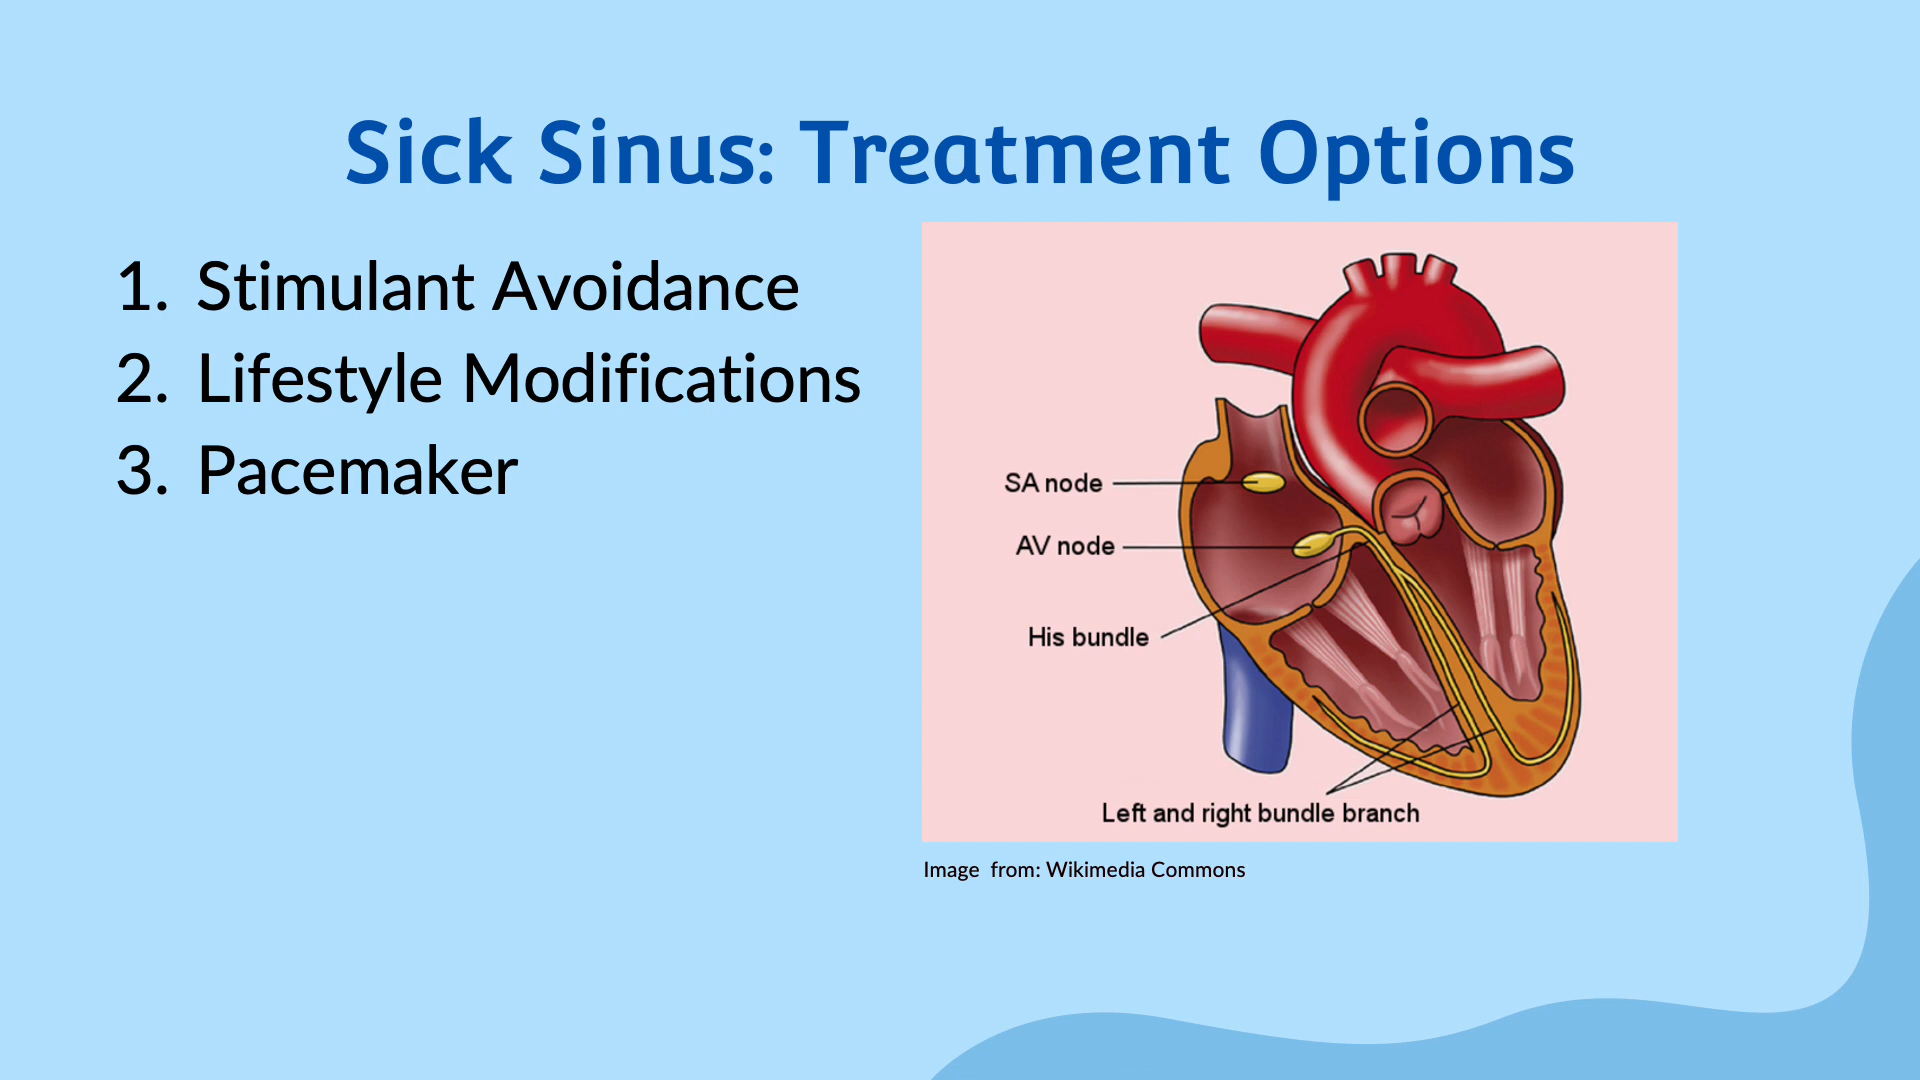 Sick Sinus: Treatment Options
1. Stimulant Avoidance
2. Lifestyle Modifications
3. Pacemaker
SA node
AV node
His bundle
Left and right bundle branch
Image from: Wikimedia Commons